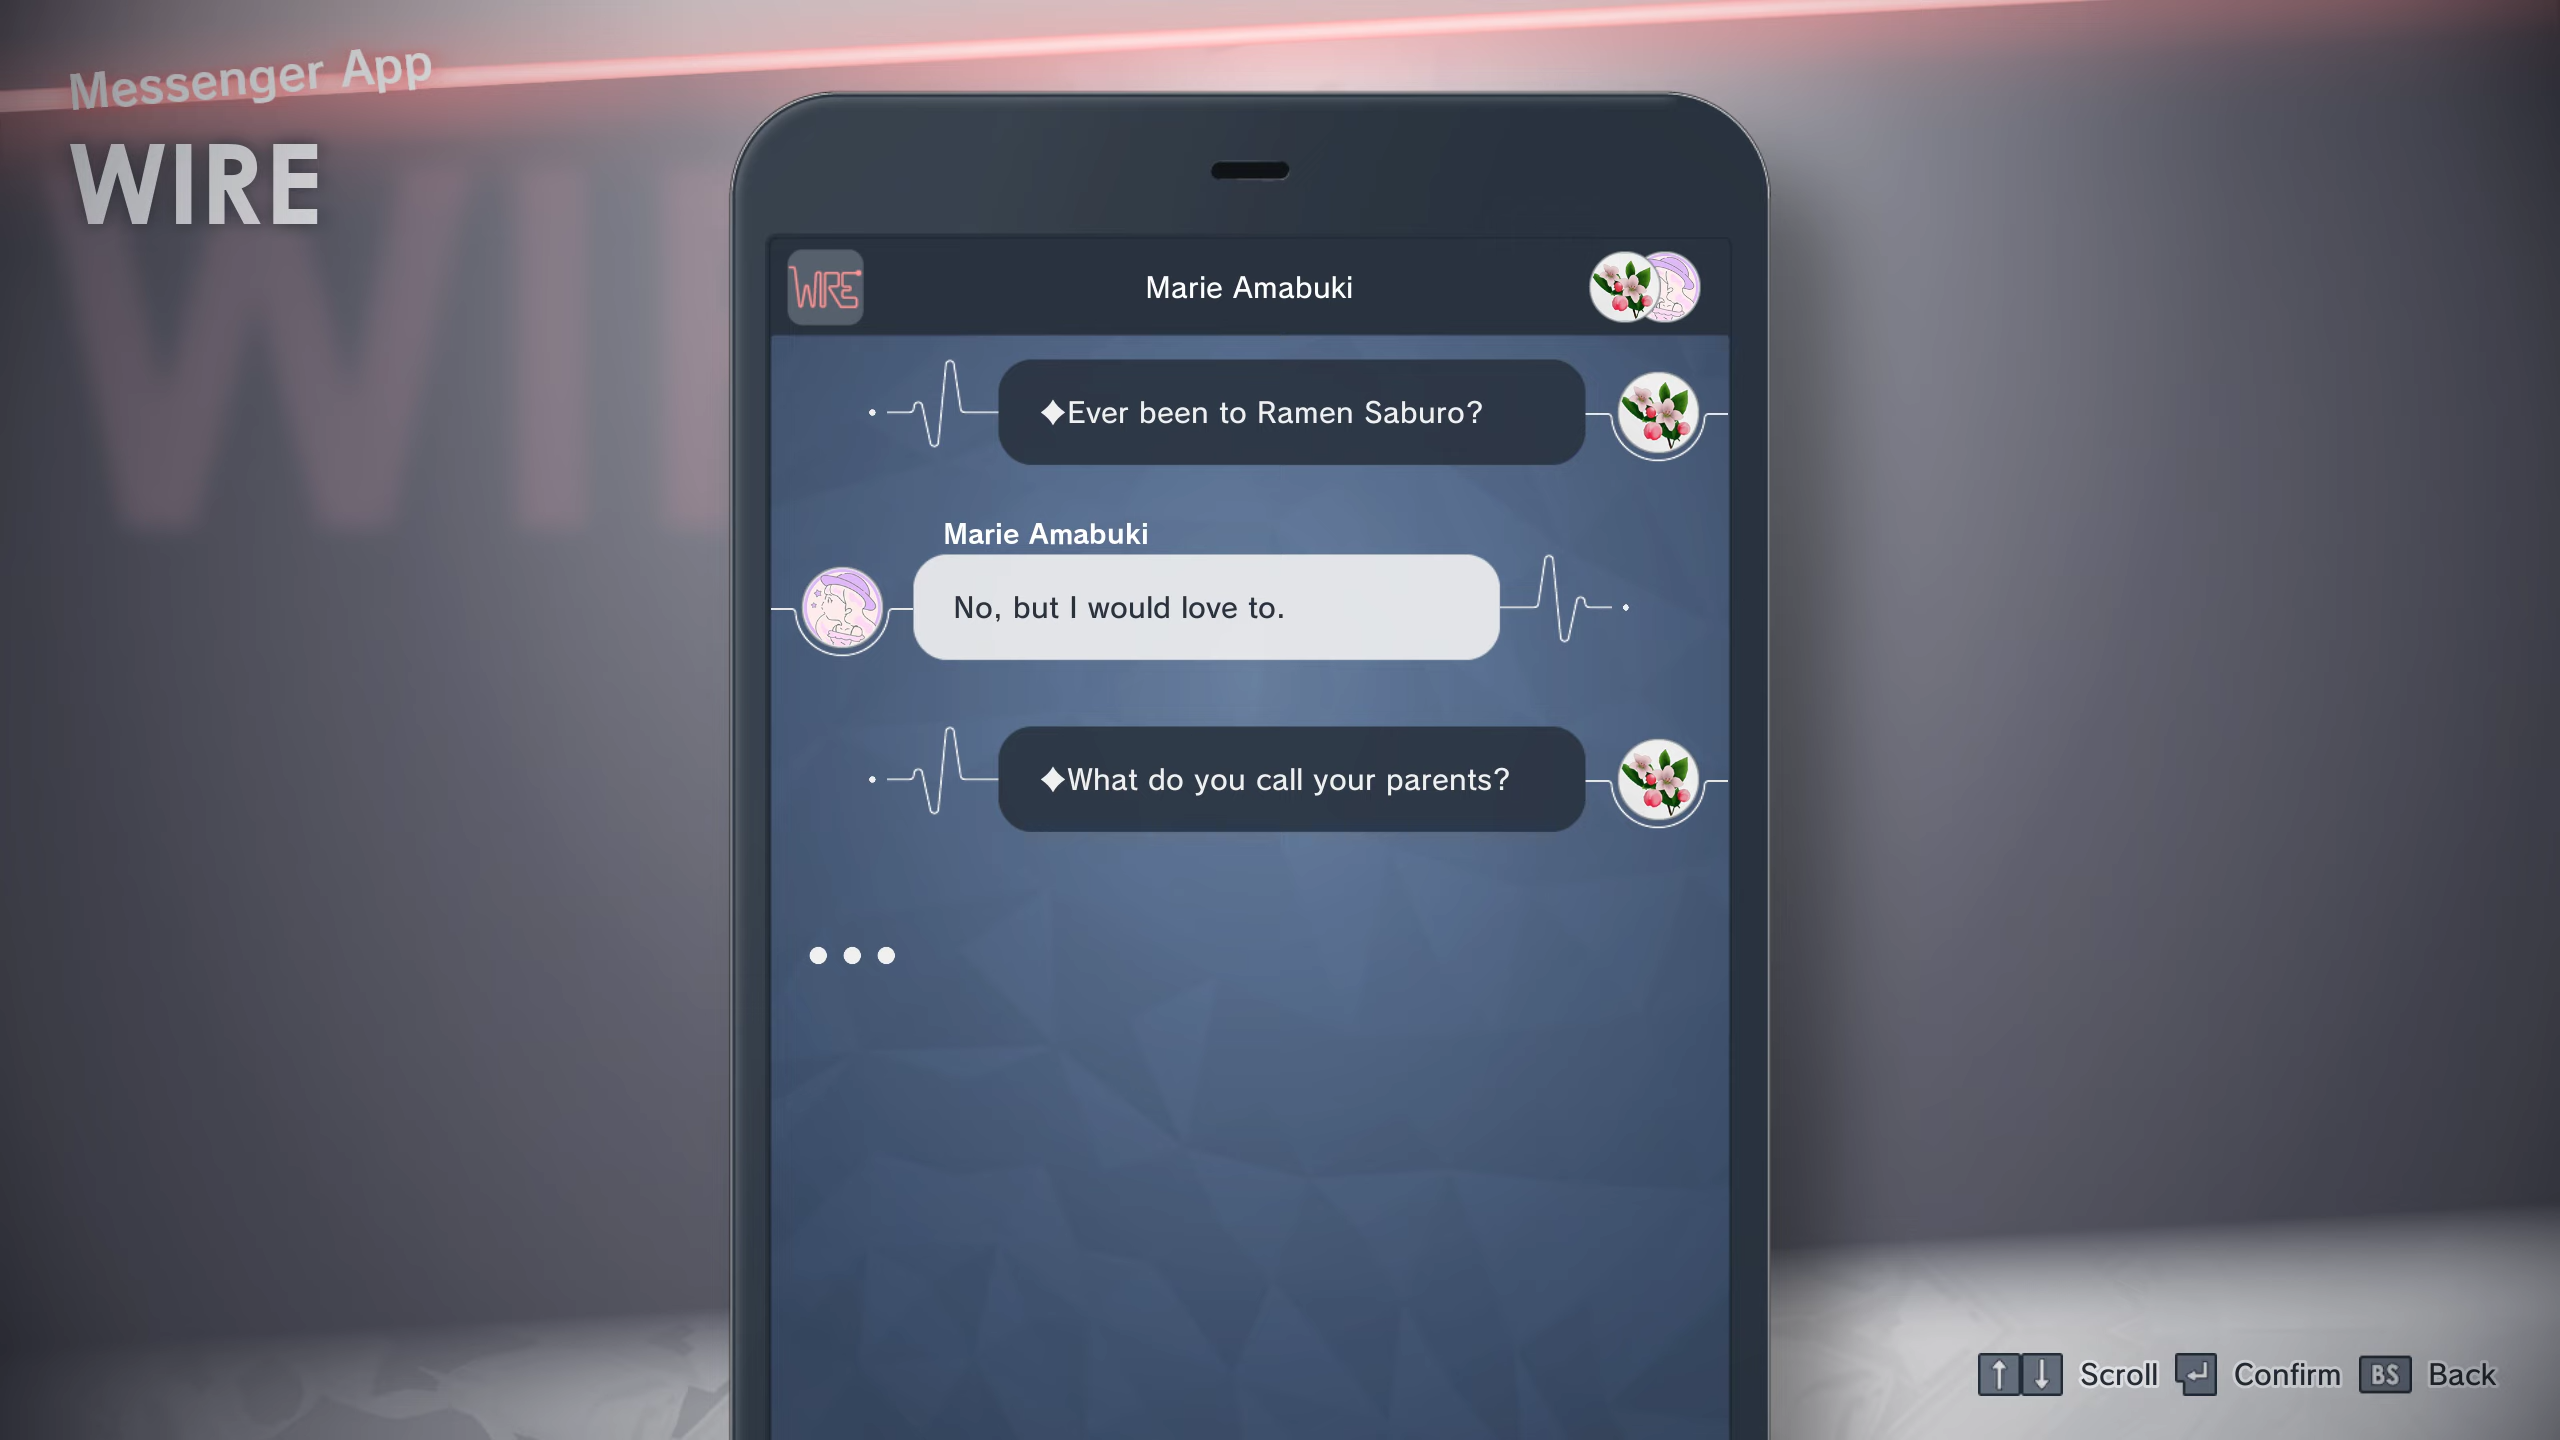 Messenger App
WIRE
WIRE
Marie Amabuki
✦Ever been to Ramen Saburo?
Marie Amabuki
No, but I would love to.
✦What do you call your parents?
•••
↑ ↓ Scroll ↵ Confirm BS Back